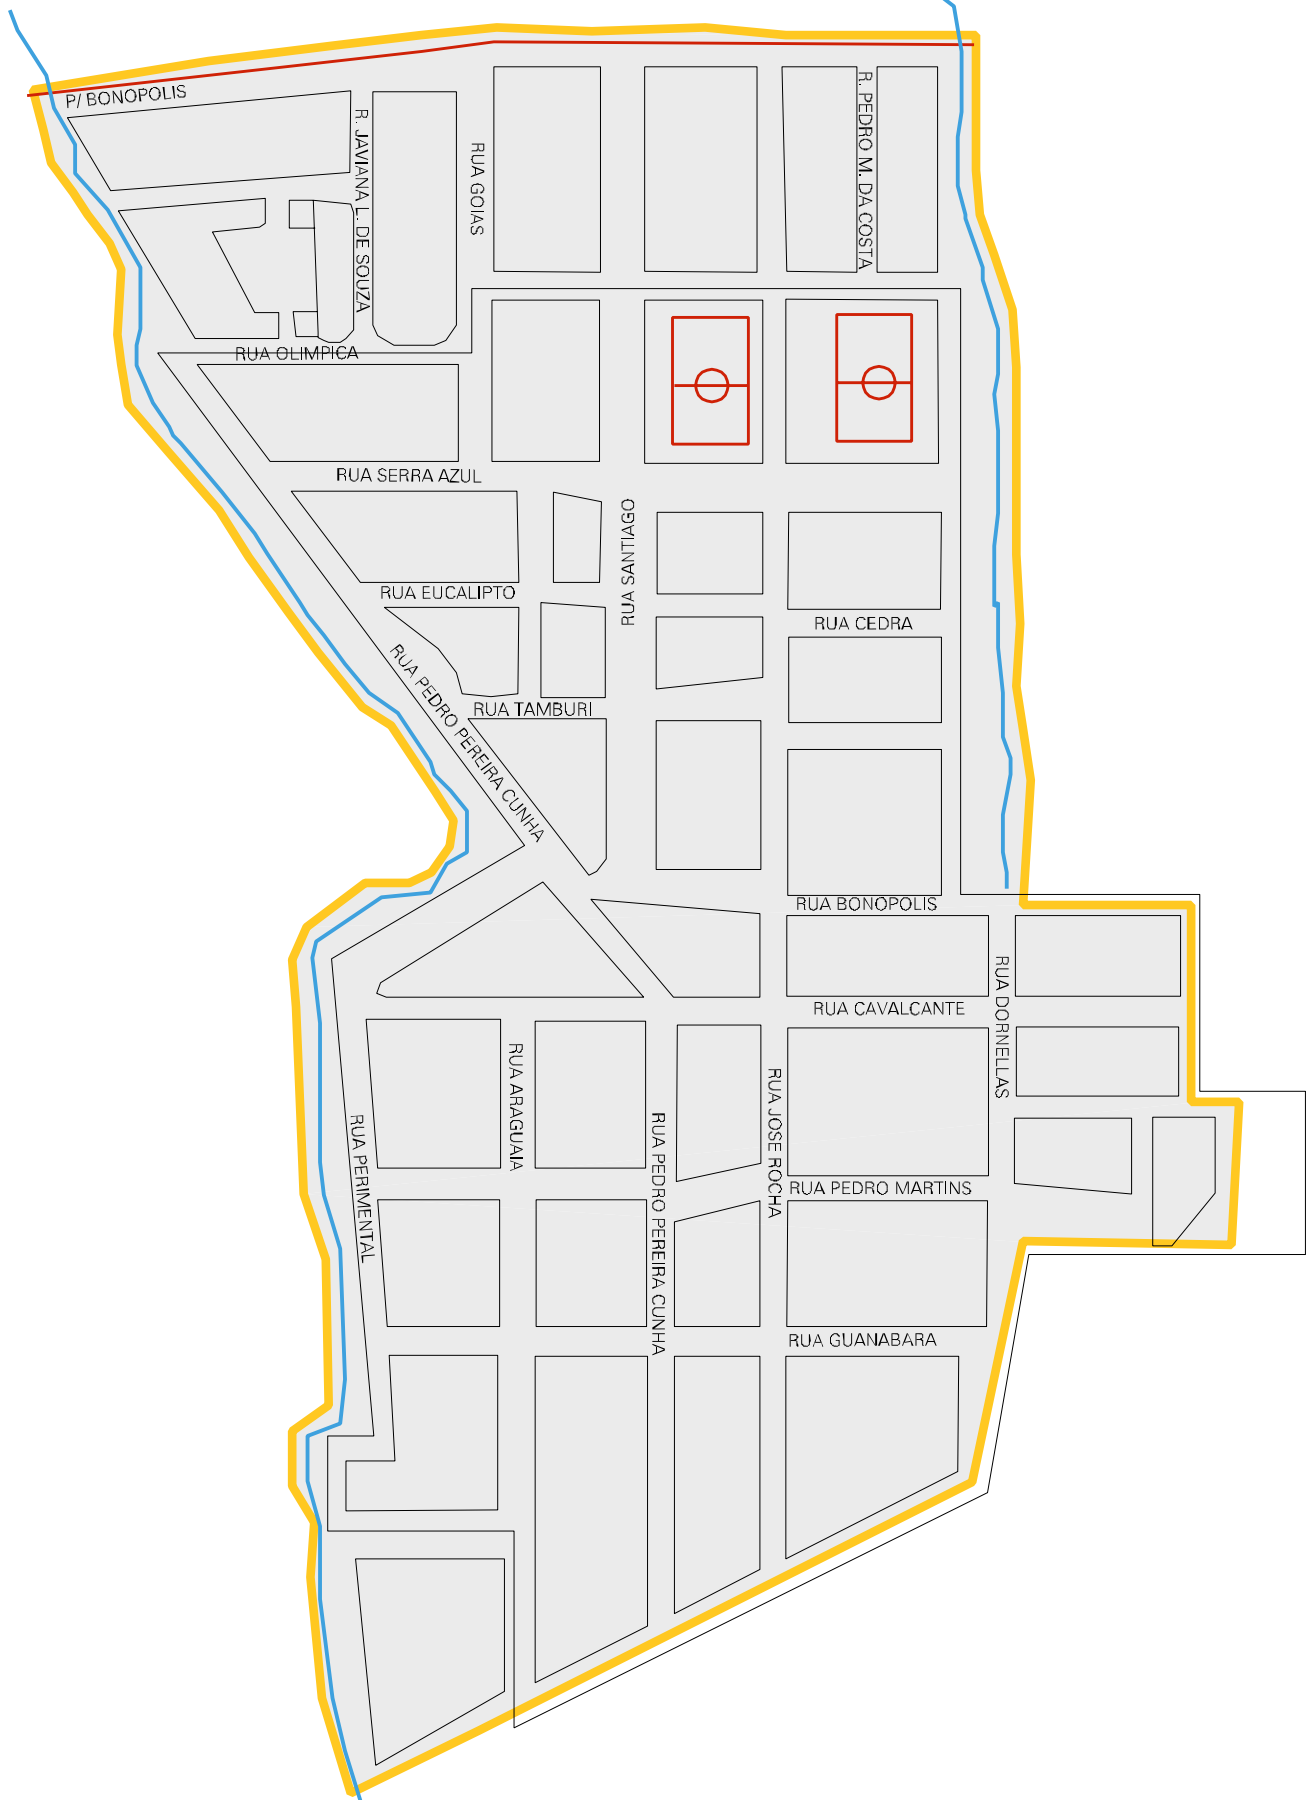 P/ BONOPOLIS
R. JAVIANA L. DE SOUZA
RUA GOIAS
R. PEDRO M. DA COSTA
RUA OLIMPICA
RUA SERRA AZUL
RUA SANTIAGO
RUA EUCALIPTO
RUA CEDRA
RUA PEDRO PEREIRA CUNHA
RUA TAMBURI
RUA BONOPOLIS
RUA DORNELLAS
RUA CAVALCANTE
RUA ARAGUAIA
RUA JOSE ROCHA
RUA PERIMENTAL
RUA PEDRO PEREIRA CUNHA
RUA PEDRO MARTINS
RUA GUANABARA